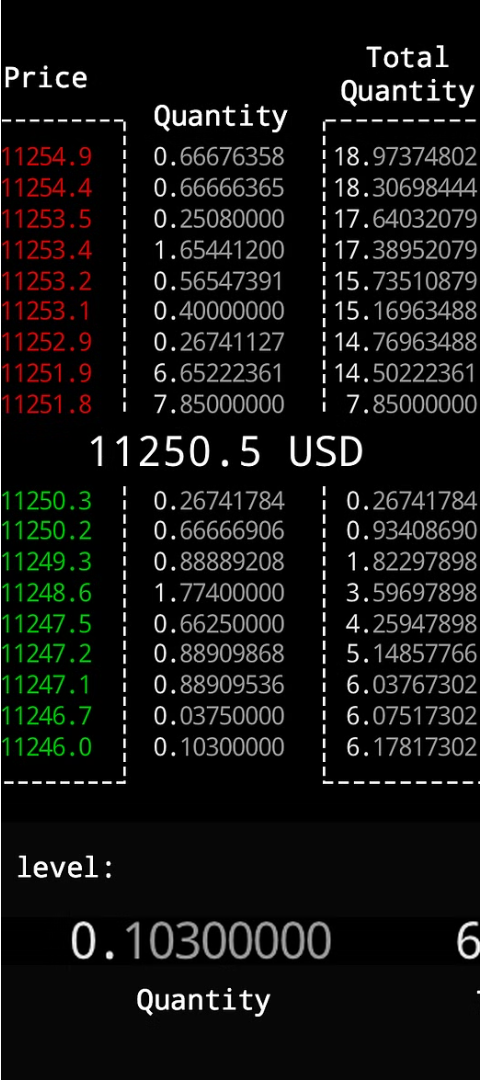 Price Quantity Total Quantity
11254.9 0.66676358 18.97374802
11254.4 0.66666365 18.30698444
11253.5 0.25080000 17.64032079
11253.4 1.65441200 17.38952079
11253.2 0.56547391 15.73510879
11253.1 0.40000000 15.16963488
11252.9 0.26741127 14.76963488
11251.9 6.65222361 14.50222361
11251.8 7.85000000 7.85000000
11250.5 USD
11250.3 0.26741784 0.26741784
11250.2 0.66666906 0.93408690
11249.3 0.88889208 1.82297898
11248.6 1.77400000 3.59697898
11247.5 0.66250000 4.25947898
11247.2 0.88909868 5.14857766
11247.1 0.88909536 6.03767302
11246.7 0.03750000 6.07517302
11246.0 0.10300000 6.17817302
level:
0.10300000 6
Quantity